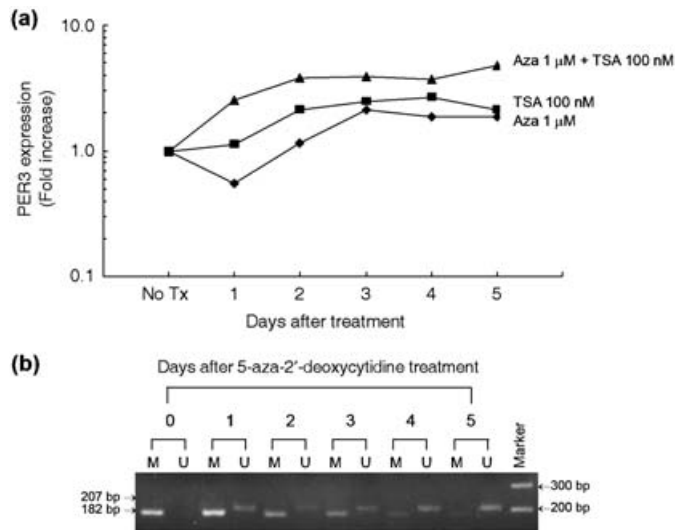 (a)
10.0
1.0
0.1
PER3 expression
(Fold increase)
Aza 1 µM + TSA 100 nM
TSA 100 nM
Aza 1 µM
No Tx 1 2 3 4 5
Days after treatment
(b)
Days after 5-aza-2′-deoxycytidine treatment
0 1 2 3 4 5
M U M U M U M U M U M U Marker
207 bp
182 bp
300 bp
200 bp